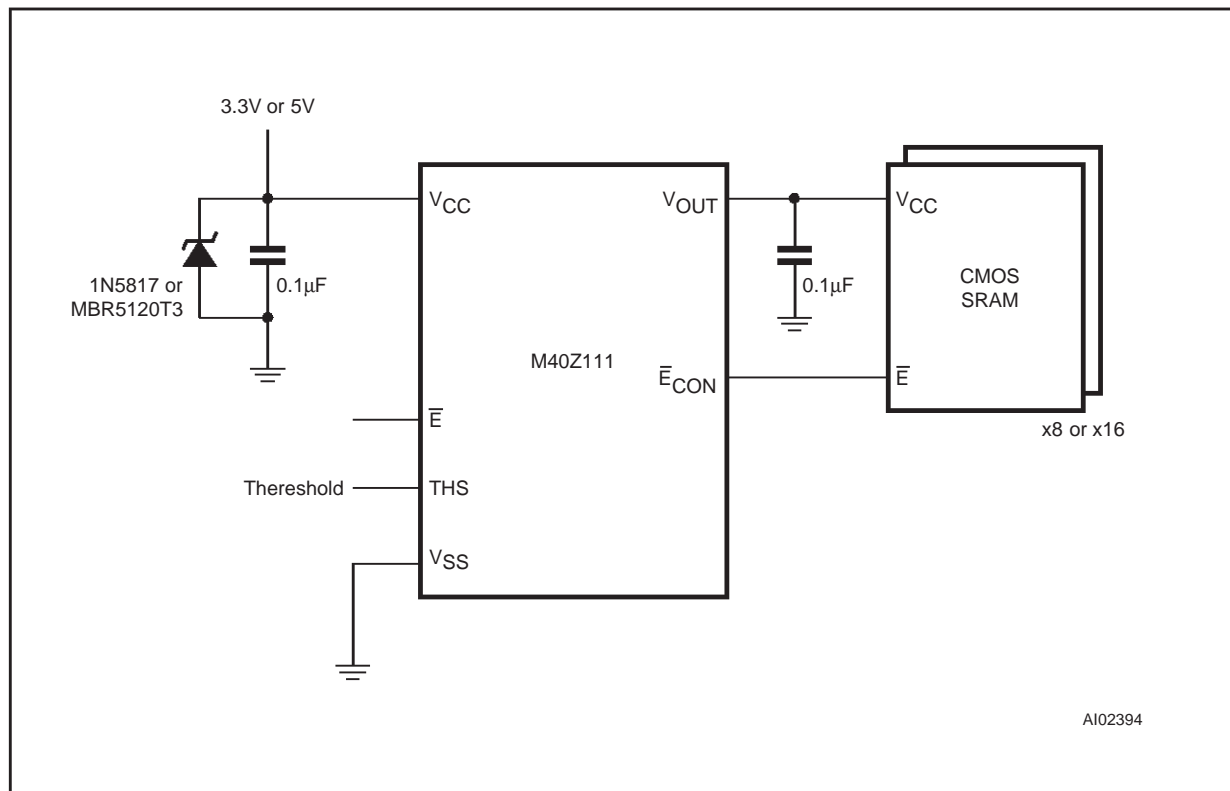 3.3V or 5V
VCC
VOUT
VCC
1N5817 or
MBR5120T3
0.1μF
0.1μF
CMOS
SRAM
M40Z111
E̅CON
E̅
E̅
x8 or x16
Thereshold
THS
VSS
AI02394